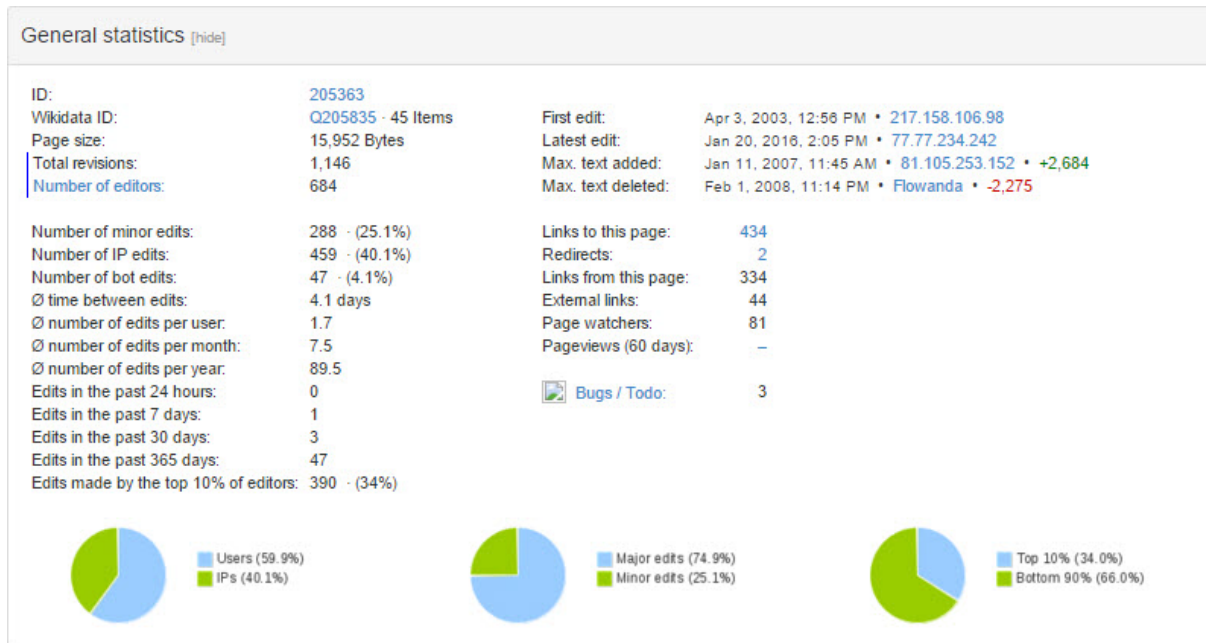 General statistics [hide]
ID: 205363
Wikidata ID: Q205835 · 45 Items First edit: Apr 3, 2003, 12:56 PM • 217.158.106.98
Page size: 15,952 Bytes Latest edit: Jan 20, 2016, 2:05 PM • 77.77.234.242
Total revisions: 1,146 Max. text added: Jan 11, 2007, 11:45 AM • 81.105.253.152 • +2,684
Number of editors: 684 Max. text deleted: Feb 1, 2008, 11:14 PM • Flowanda • -2,275
Number of minor edits: 288 · (25.1%) Links to this page: 434
Number of IP edits: 459 · (40.1%) Redirects: 2
Number of bot edits: 47 · (4.1%) Links from this page: 334
Ø time between edits: 4.1 days External links: 44
Ø number of edits per user: 1.7 Page watchers: 81
Ø number of edits per month: 7.5 Pageviews (60 days): –
Ø number of edits per year: 89.5
Edits in the past 24 hours: 0 Bugs / Todo: 3
Edits in the past 7 days: 1
Edits in the past 30 days: 3
Edits in the past 365 days: 47
Edits made by the top 10% of editors: 390 · (34%)
Users (59.9%) Major edits (74.9%) Top 10% (34.0%)
IPs (40.1%) Minor edits (25.1%) Bottom 90% (66.0%)